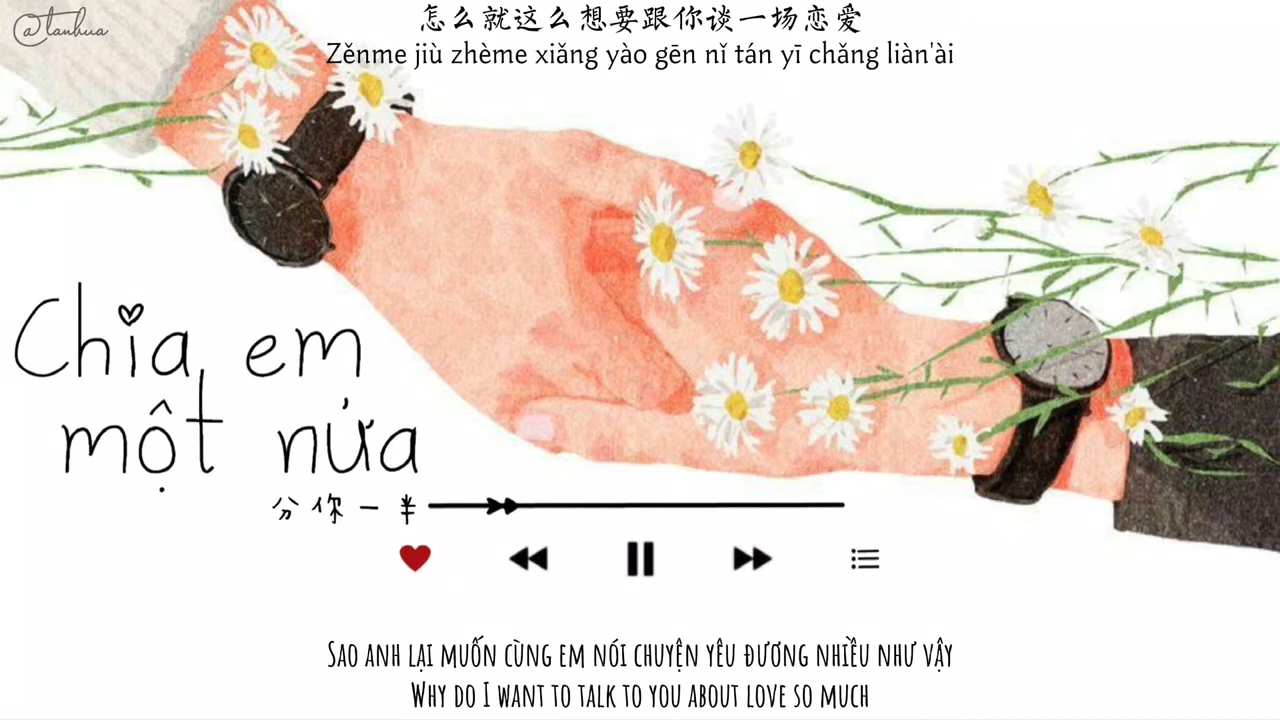 @tanhua
怎么就这么想要跟你谈一场恋爱
Zěnme jiù zhème xiǎng yào gēn nǐ tán yī chǎng liàn'ài
Chia em
một nửa
分你一半
Sao anh lại muốn cùng em nói chuyện yêu đương nhiều như vậy
Why do I want to talk to you about love so much